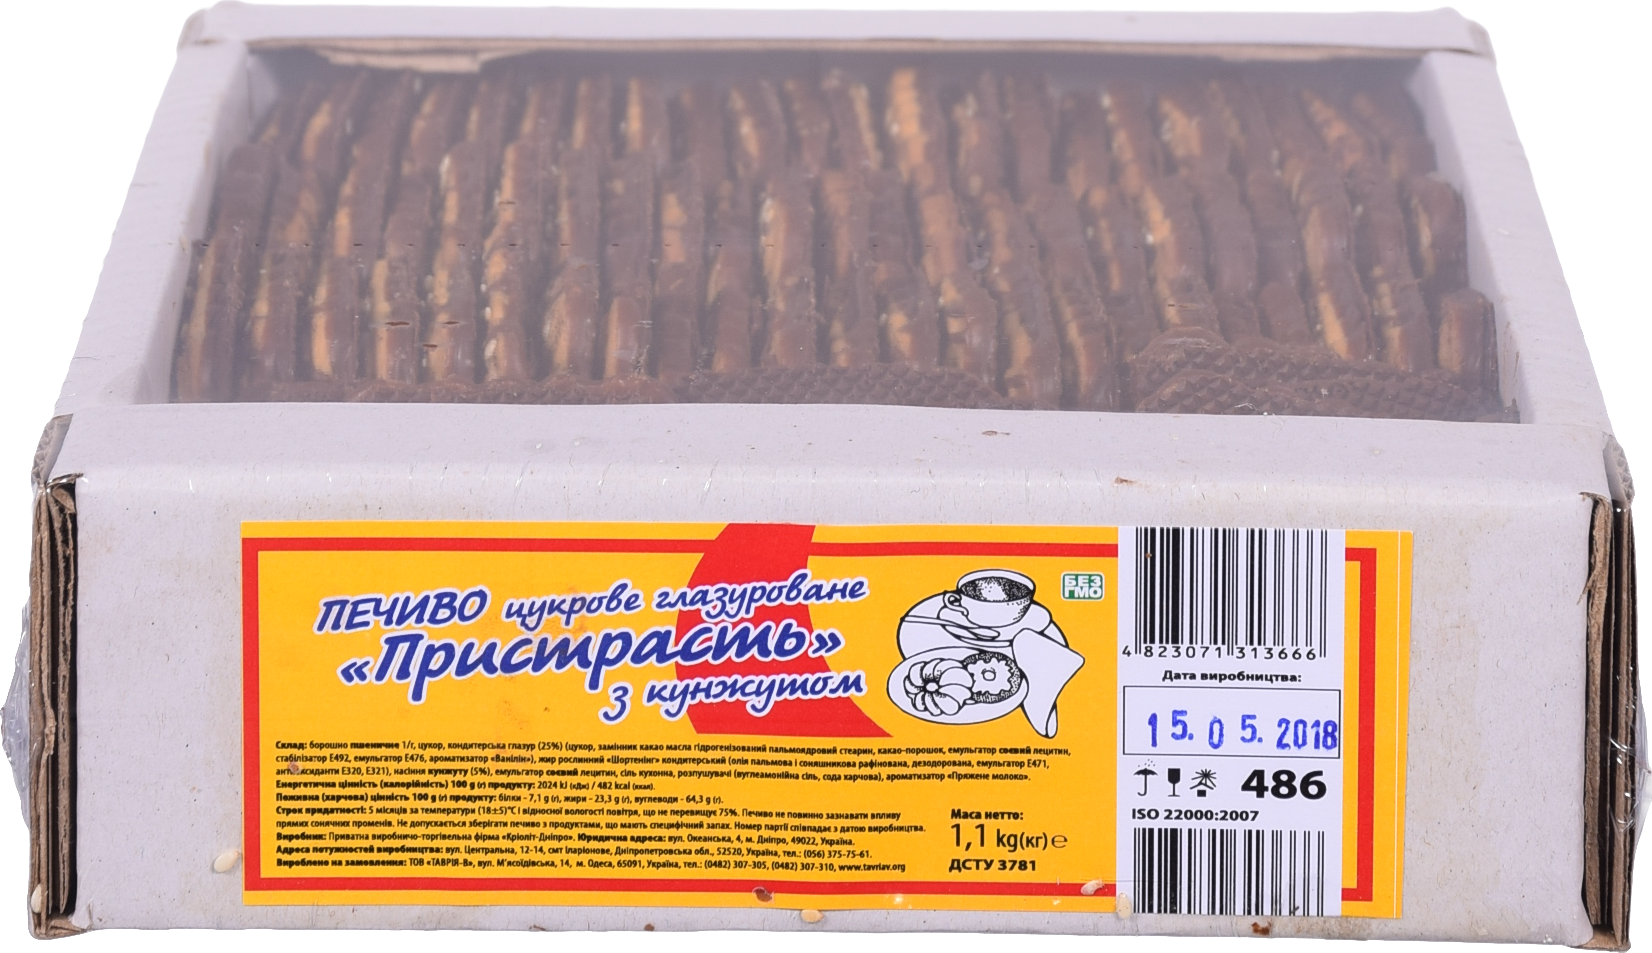 ПЕЧИВО цукрове глазуроване
«Пристрасть»
з кунжутом
БЕЗ
ГМО
Склад: борошно пшеничне 1/г, цукор, кондитерська глазур (25%) (цукор, замінник какао масла гідрогенізований пальмоядровий стеарин, какао-порошок, емульгатор соєвий лецитин,
стабілізатор Е492, емульгатор Е476, ароматизатор «Ванілін»), жир рослинний «Шортенінг» кондитерський (олія пальмова і соняшникова рафінована, дезодорована, емульгатор Е471,
антиоксиданти Е320, Е321), насіння кунжуту (5%), емульгатор соєвий лецитин, сіль кухонна, розпушувачі (вуглеамонійна сіль, сода харчова), ароматизатор «Пряжене молоко».
Енергетична цінність (калорійність) 100 g (г) продукту: 2024 kJ (кДж) / 482 kcal (ккал).
Поживна (харчова) цінність 100 g (г) продукту: білки - 7,1 g (г), жири - 23,3 g (г), вуглеводи - 64,3 g (г).
Строк придатності: 5 місяців за температури (18±5)°С і відносної вологості повітря, що не перевищує 75%. Печиво не повинно зазнавати впливу
прямих сонячних променів. Не допускається зберігати печиво з продуктами, що мають специфічний запах. Номер партії співпадає з датою виробництва.
Виробник: Приватна виробничо-торгівельна фірма «Кріоліт-Дніпро». Юридична адреса: вул. Океанська, 4, м. Дніпро, 49022, Україна.
Адреса потужностей виробництва: вул. Центральна, 12-14, смт Іларіонове, Дніпропетровська обл., 52520, Україна, тел.: (056) 375-75-61.
Вироблено на замовлення: ТОВ «ТАВРІЯ-В», вул. М'ясоїдівська, 14, м. Одеса, 65091, Україна, тел.: (0482) 307-305, (0482) 307-310, www.tavriav.org
Маса нетто:
1,1 kg(кг) e
ДСТУ 3781
4 823071 313666
Дата виробництва:
15. 05. 2018
486
ISO 22000:2007